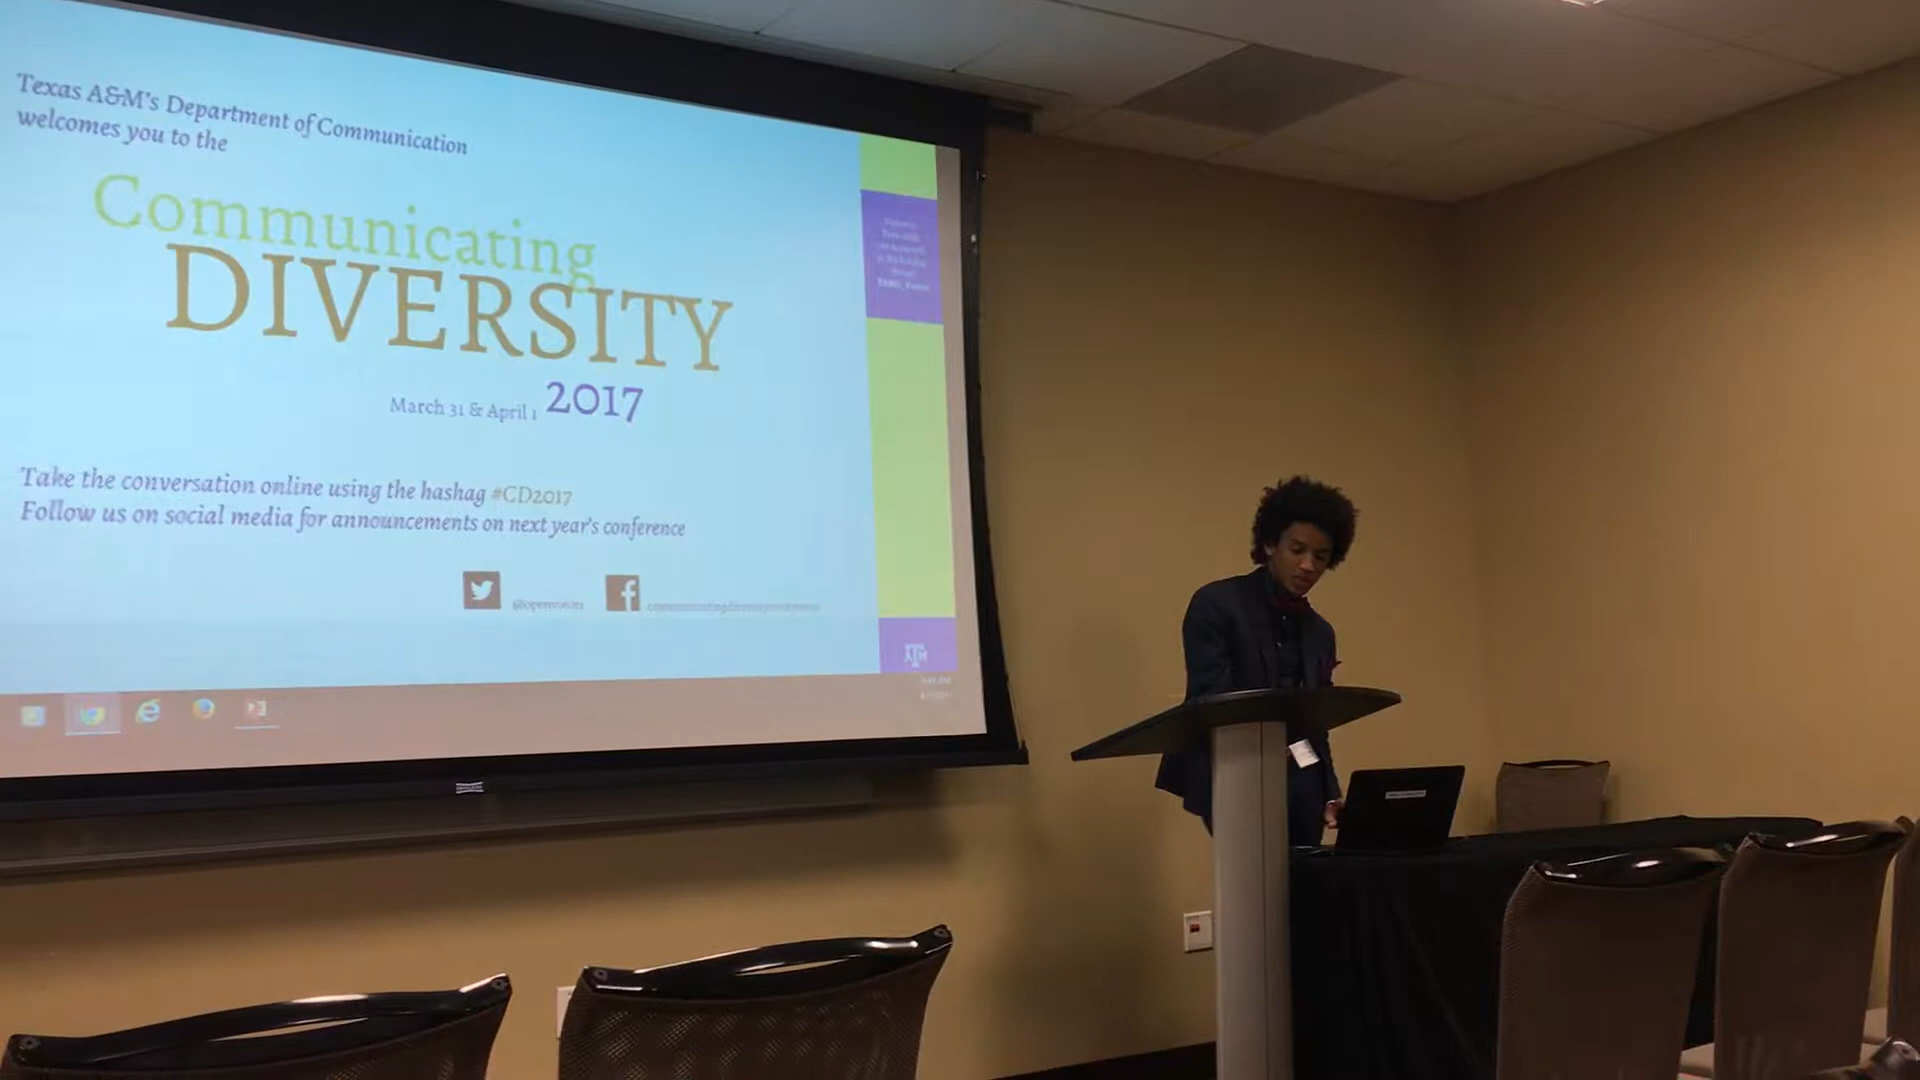 Texas A&M's Department of Communication
welcomes you to the
Communicating
DIVERSITY
March 31 & April 1 2017
Take the conversation online using the hashag #CD2017
Follow us on social media for announcements on next year's conference
ATM